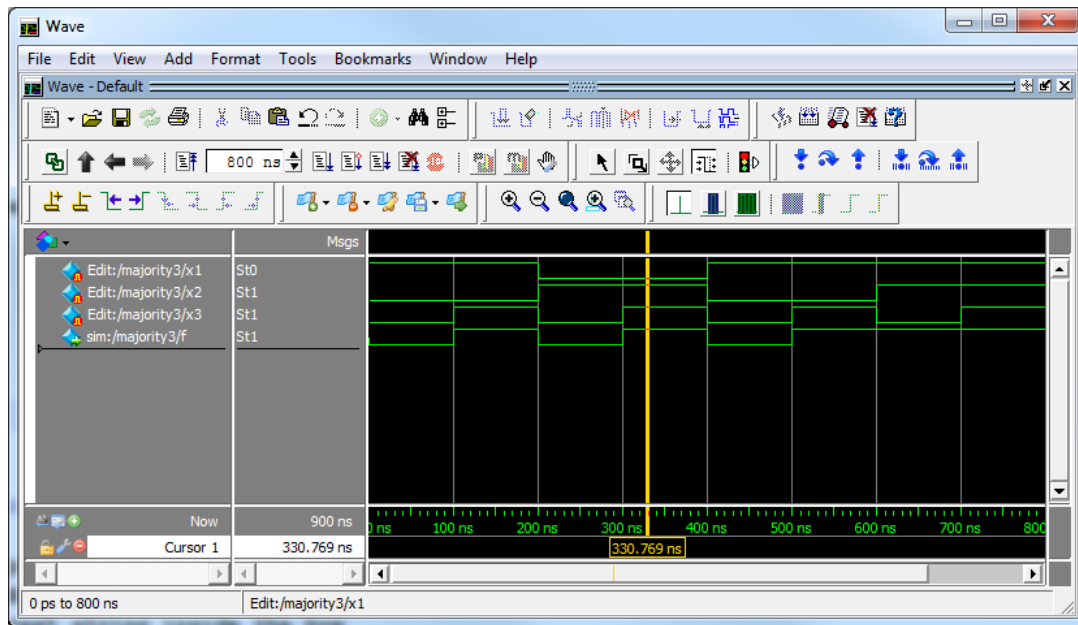 Wave
File Edit View Add Format Tools Bookmarks Window Help
Wave - Default
800 ns
Msgs
Edit:/majority3/x1 St0
Edit:/majority3/x2 St1
Edit:/majority3/x3 St1
sim:/majority3/f St1
Now 900 ns
ns 100 ns 200 ns 300 ns 400 ns 500 ns 600 ns 700 ns 800
Cursor 1 330.769 ns 330.769 ns
0 ps to 800 ns Edit:/majority3/x1